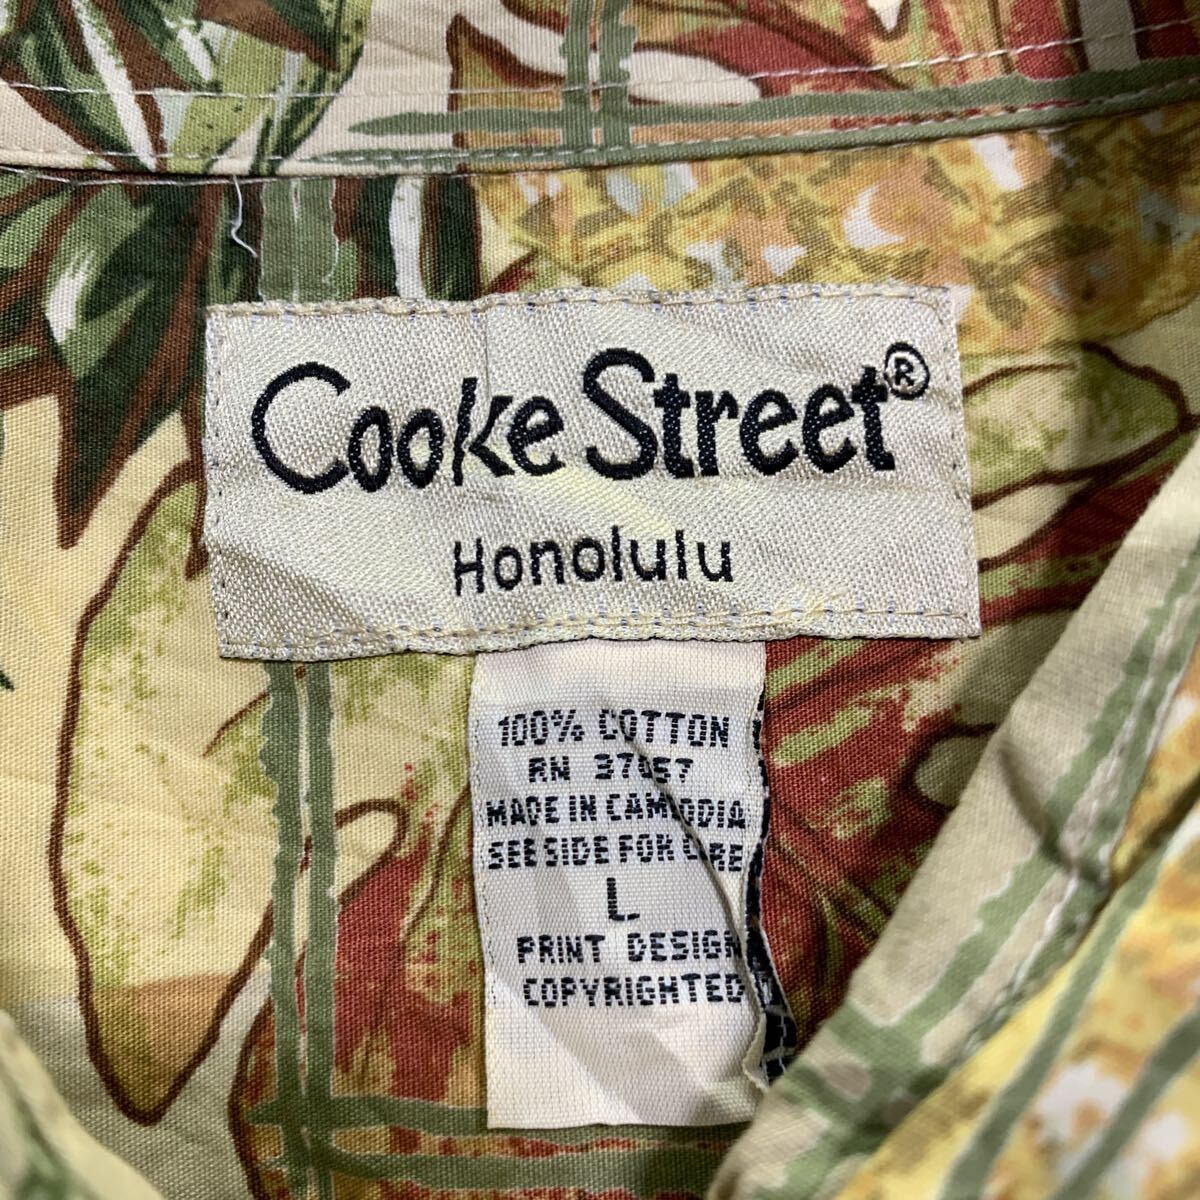 Cooke Street®
Honolulu
100% COTTON
RN 37057
MADE IN CAMBODIA
SEE SIDE FOR CARE
L
PRINT DESIGN
COPYRIGHTED